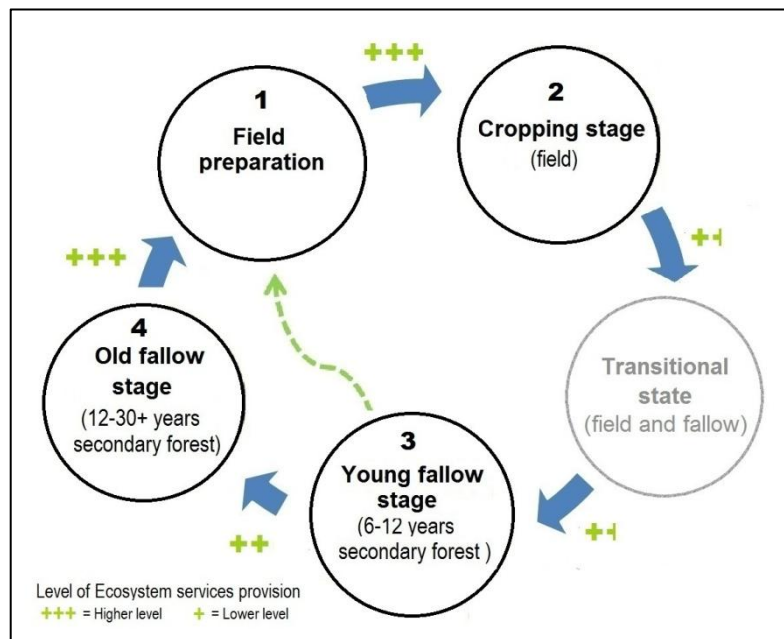 +++
1
Field
preparation
2
Cropping stage
(field)
+++
4
Old fallow
stage
(12-30+ years
secondary forest)
Transitional
state
(field and fallow)
3
Young fallow
stage
(6-12 years
secondary forest )
++
Level of Ecosystem services provision
+++ = Higher level + = Lower level